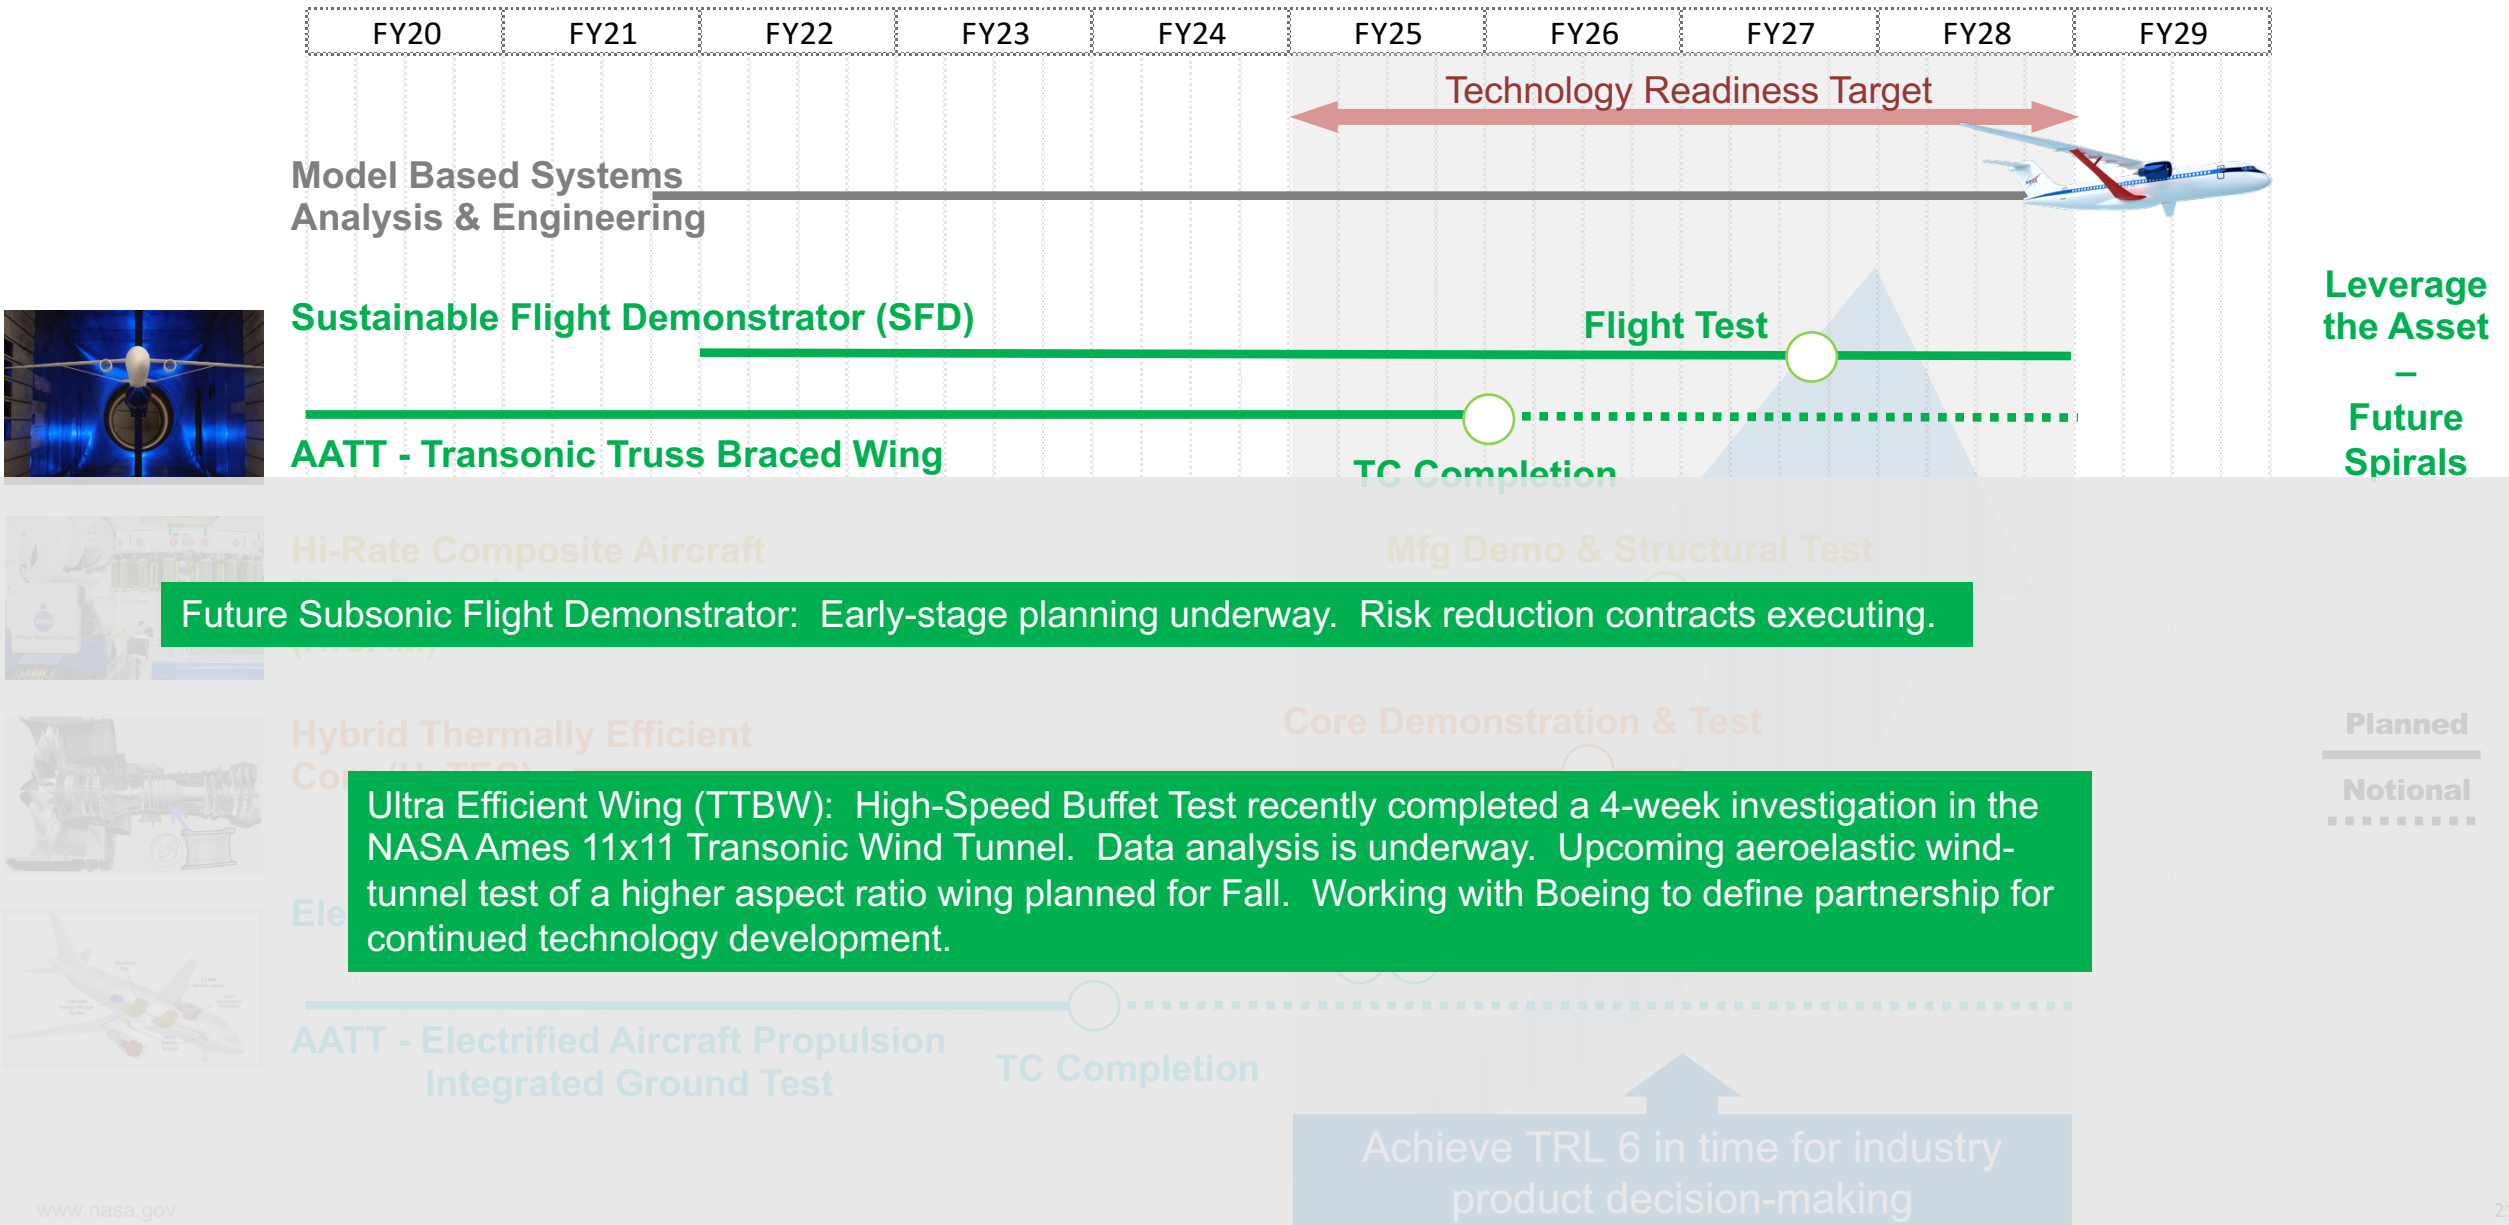 FY20 FY21 FY22 FY23 FY24 FY25 FY26 FY27 FY28 FY29
Technology Readiness Target
Model Based Systems
Analysis & Engineering
Sustainable Flight Demonstrator (SFD)
Flight Test
AATT - Transonic Truss Braced Wing
TC Completion
Leverage
the Asset
–
Future
Spirals
Hi-Rate Composite Aircraft
Mfg Demo & Structural Test
Future Subsonic Flight Demonstrator:  Early-stage planning underway.  Risk reduction contracts executing.
Hybrid Thermally Efficient
Core Demonstration & Test
Planned
Notional
Ultra Efficient Wing (TTBW):  High-Speed Buffet Test recently completed a 4-week investigation in the
NASA Ames 11x11 Transonic Wind Tunnel.  Data analysis is underway.  Upcoming aeroelastic wind-
tunnel test of a higher aspect ratio wing planned for Fall.  Working with Boeing to define partnership for
continued technology development.
AATT - Electrified Aircraft Propulsion
Integrated Ground Test
TC Completion
Achieve TRL 6 in time for industry
product decision-making
www.nasa.gov